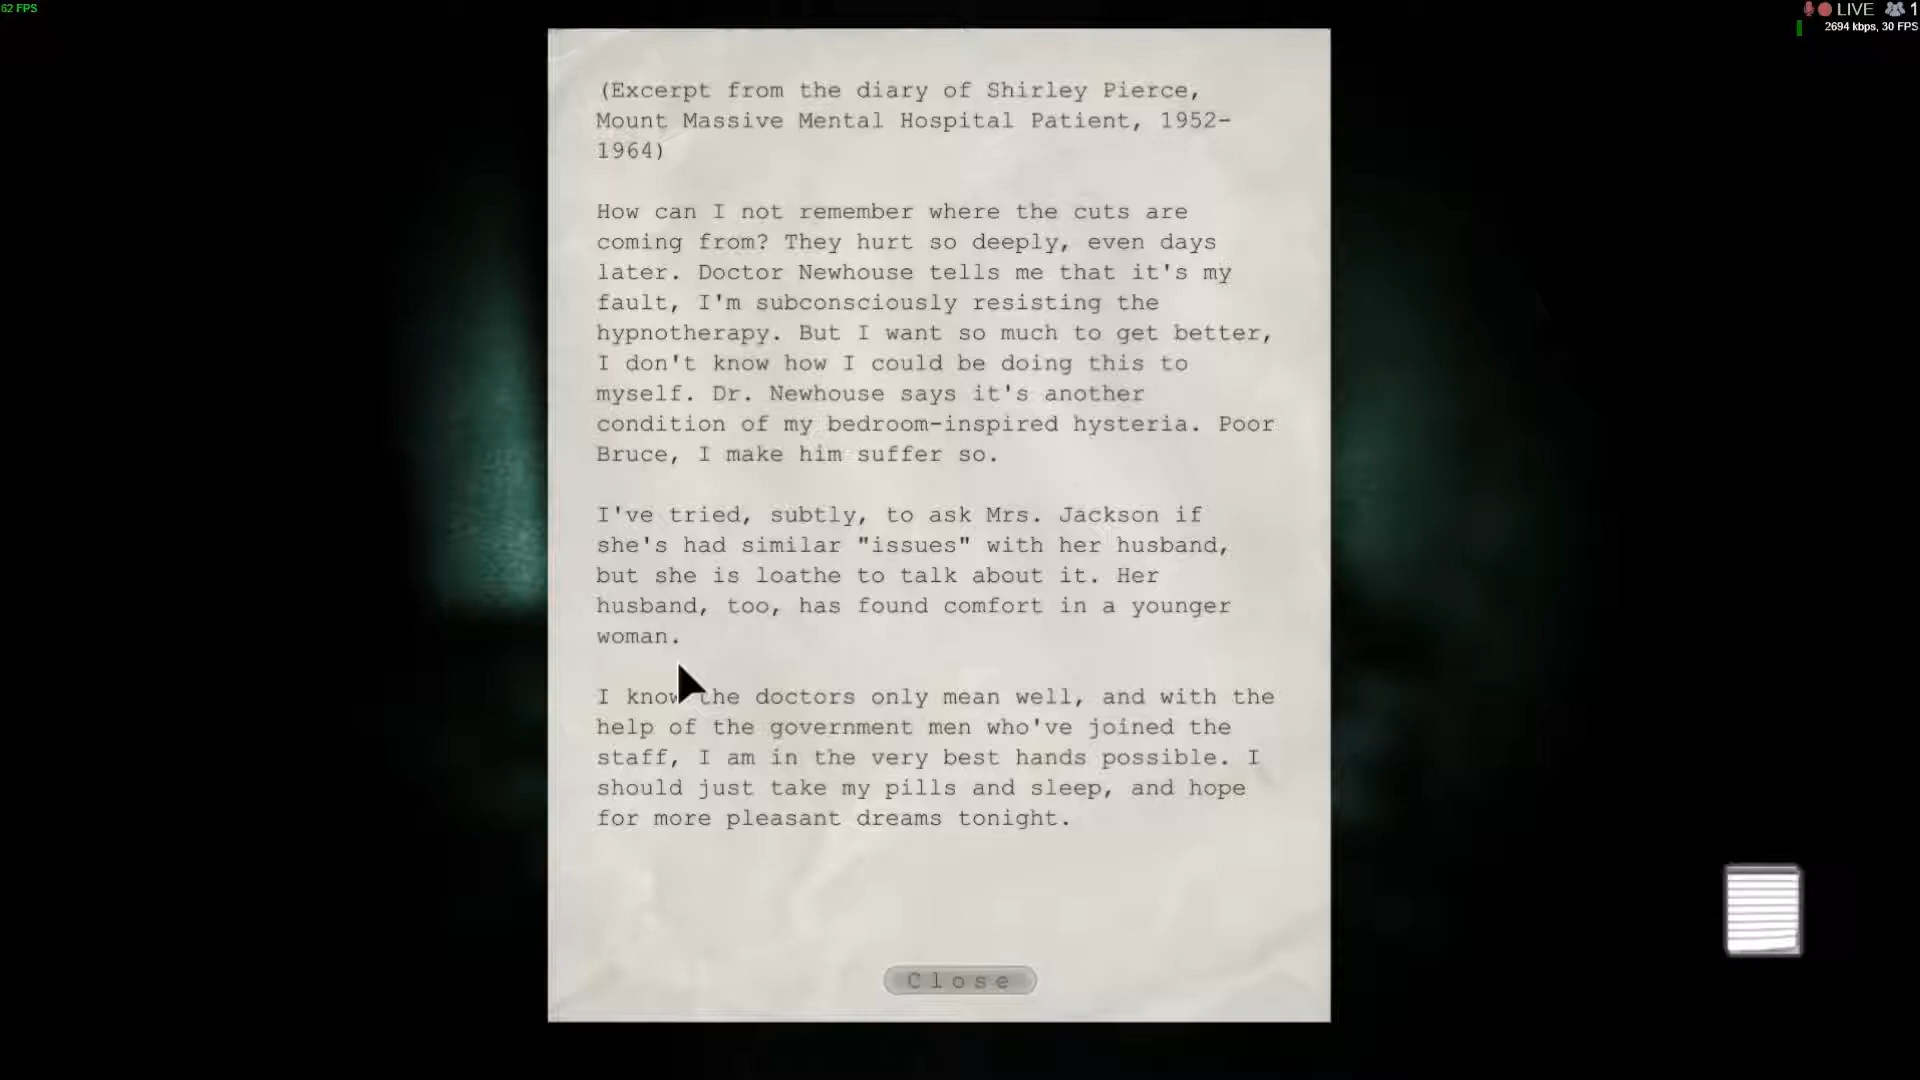 62 FPS
LIVE 1
2694 kbps, 30 FPS
(Excerpt from the diary of Shirley Pierce,
Mount Massive Mental Hospital Patient, 1952-
1964)
How can I not remember where the cuts are
coming from? They hurt so deeply, even days
later. Doctor Newhouse tells me that it's my
fault, I'm subconsciously resisting the
hypnotherapy. But I want so much to get better,
I don't know how I could be doing this to
myself. Dr. Newhouse says it's another
condition of my bedroom-inspired hysteria. Poor
Bruce, I make him suffer so.
I've tried, subtly, to ask Mrs. Jackson if
she's had similar "issues" with her husband,
but she is loathe to talk about it. Her
husband, too, has found comfort in a younger
woman.
I know the doctors only mean well, and with the
help of the government men who've joined the
staff, I am in the very best hands possible. I
should just take my pills and sleep, and hope
for more pleasant dreams tonight.
Close